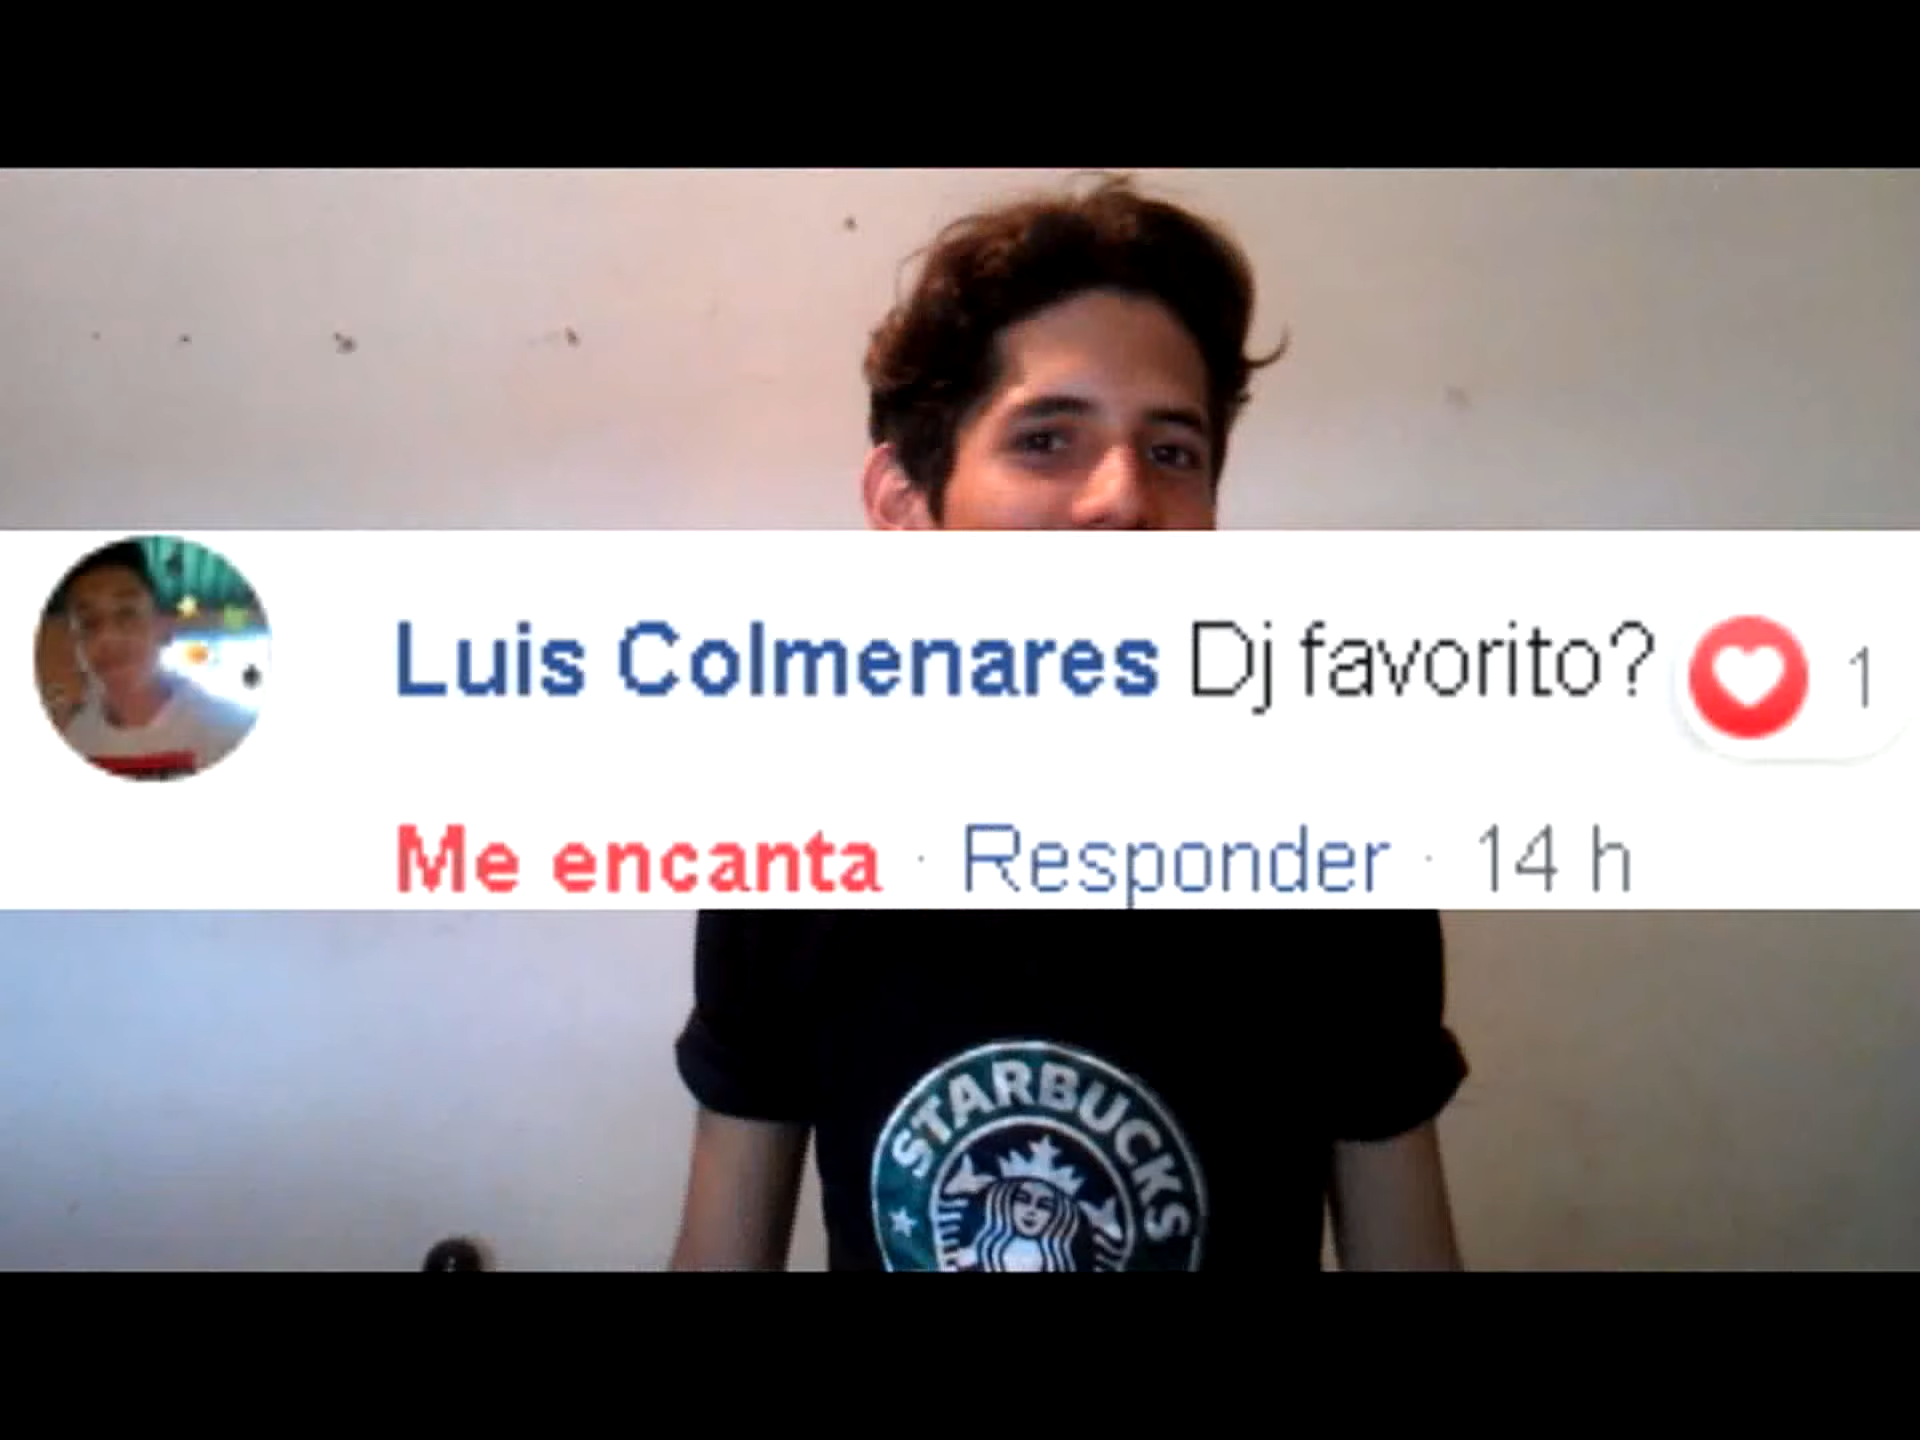 Luis Colmenares Dj favorito? 1
Me encanta · Responder · 14 h
STARBUCKS